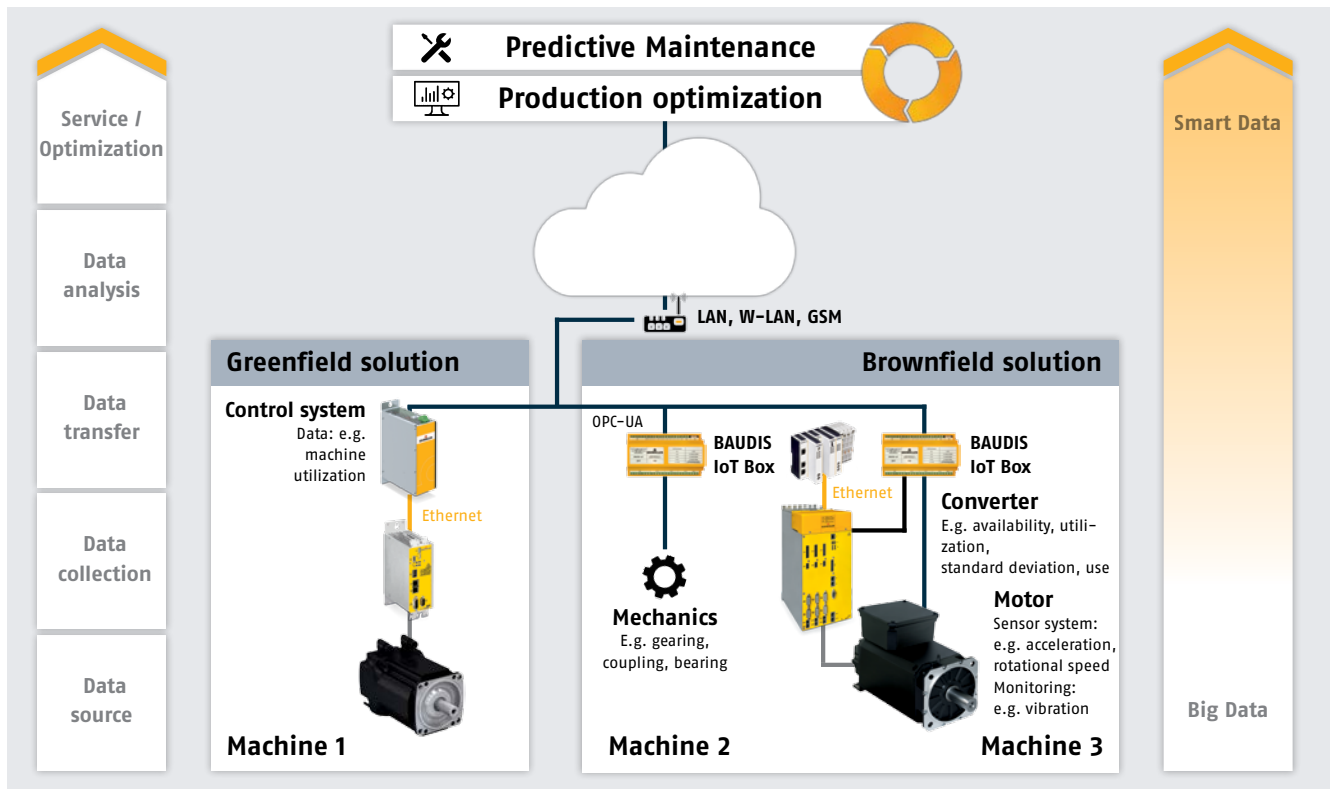 Predictive Maintenance
Production optimization
Service /
Optimization
Data
analysis
Data
transfer
Data
collection
Data
source
Smart Data
Big Data
LAN, W-LAN, GSM
Greenfield solution
Control system
Data: e.g.
machine
utilization
Ethernet
Machine 1
Brownfield solution
OPC-UA
BAUDIS
IoT Box
Mechanics
E.g. gearing,
coupling, bearing
Machine 2
Ethernet
BAUDIS
IoT Box
Converter
E.g. availability, utili-
zation,
standard deviation, use
Motor
Sensor system:
e.g. acceleration,
rotational speed
Monitoring:
e.g. vibration
Machine 3